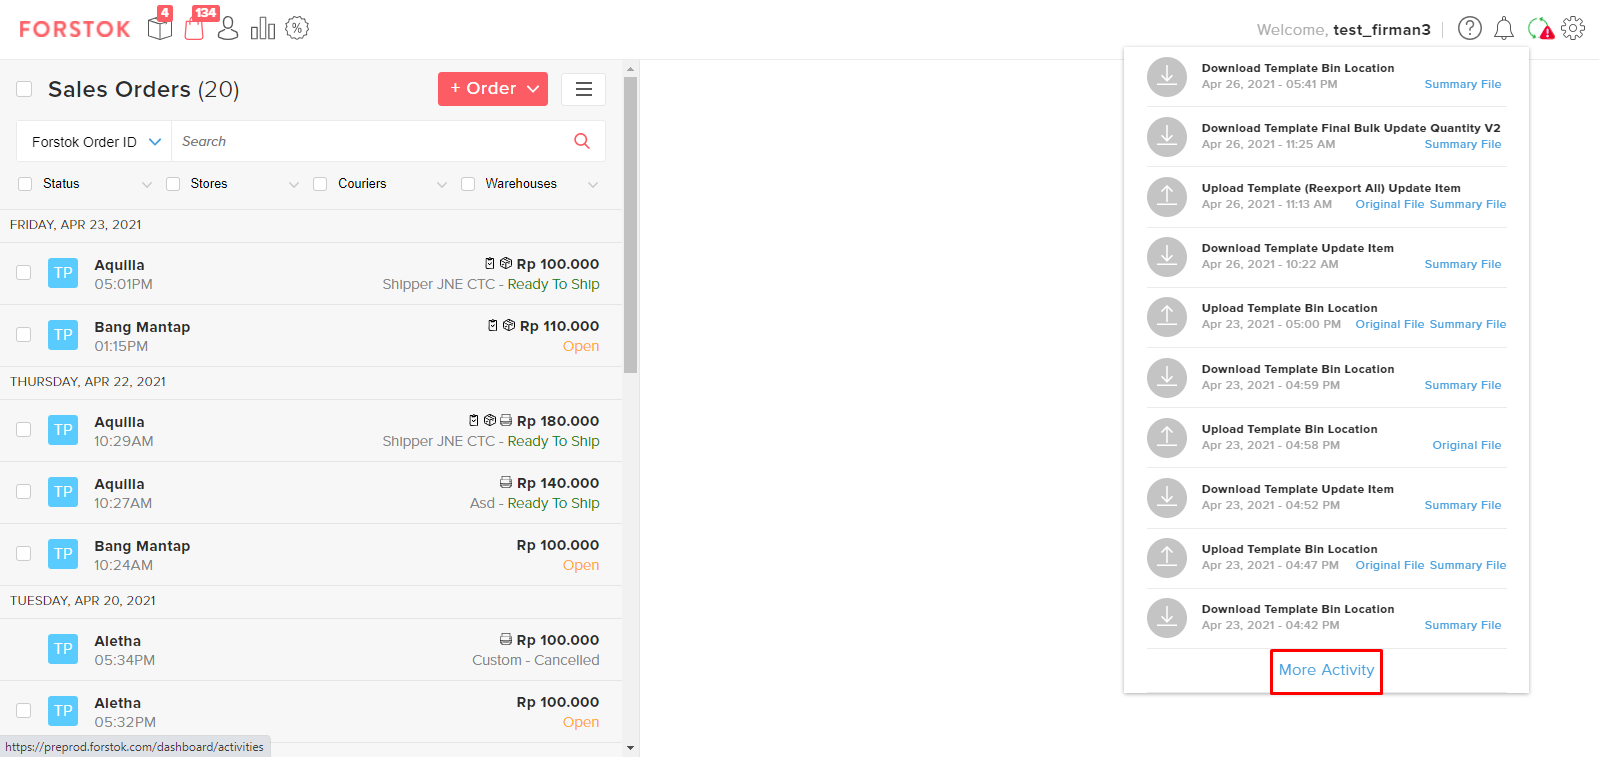 FORSTOK
4
134
Welcome, test_firman3
Sales Orders (20)
+ Order
Forstok Order ID
Search
Status
Stores
Couriers
Warehouses
FRIDAY, APR 23, 2021
TP
Aquilla
Rp 100.000
05:01PM
Shipper JNE CTC - Ready To Ship
TP
Bang Mantap
Rp 110.000
01:15PM
Open
THURSDAY, APR 22, 2021
TP
Aquilla
Rp 180.000
10:29AM
Shipper JNE CTC - Ready To Ship
TP
Aquilla
Rp 140.000
10:27AM
Asd - Ready To Ship
TP
Bang Mantap
Rp 100.000
10:24AM
Open
TUESDAY, APR 20, 2021
TP
Aletha
Rp 100.000
05:34PM
Custom - Cancelled
TP
Aletha
Rp 100.000
05:32PM
Open
https://preprod.forstok.com/dashboard/activities
Download Template Bin Location
Apr 26, 2021 - 05:41 PM Summary File
Download Template Final Bulk Update Quantity V2
Apr 26, 2021 - 11:25 AM Summary File
Upload Template (Reexport All) Update Item
Apr 26, 2021 - 11:13 AM Original File Summary File
Download Template Update Item
Apr 26, 2021 - 10:22 AM Summary File
Upload Template Bin Location
Apr 23, 2021 - 05:00 PM Original File Summary File
Download Template Bin Location
Apr 23, 2021 - 04:59 PM Summary File
Upload Template Bin Location
Apr 23, 2021 - 04:58 PM Original File
Download Template Update Item
Apr 23, 2021 - 04:52 PM Summary File
Upload Template Bin Location
Apr 23, 2021 - 04:47 PM Original File Summary File
Download Template Bin Location
Apr 23, 2021 - 04:42 PM Summary File
More Activity